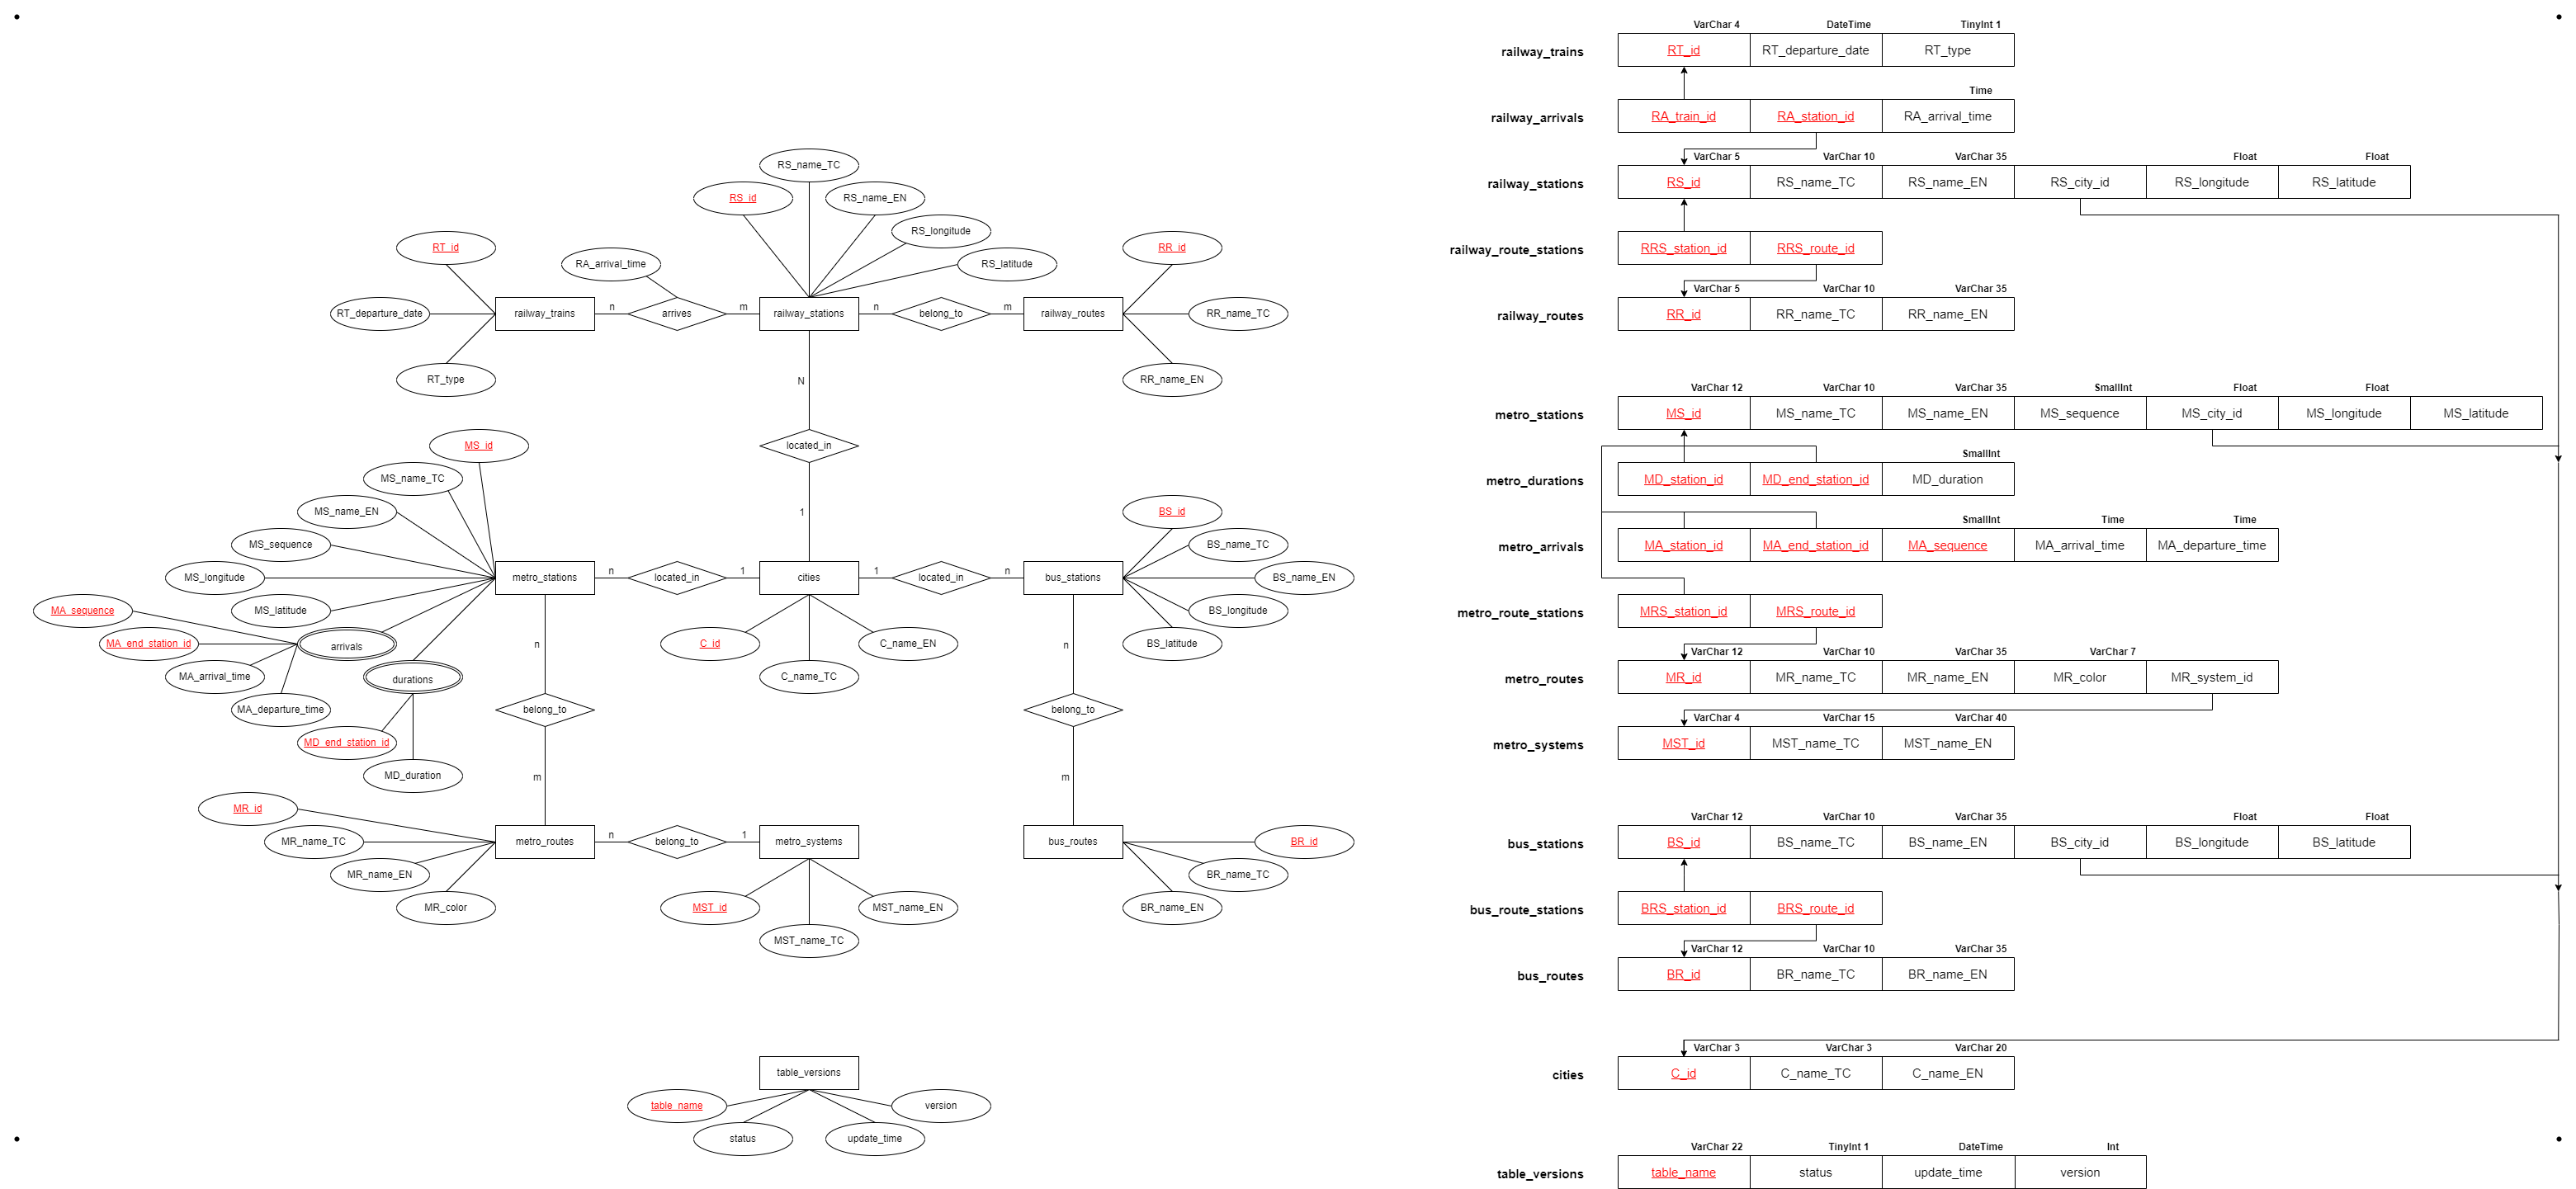 RS_name_TC
RS_id
RS_name_EN
RS_longitude
RS_latitude
RT_id
RA_arrival_time
RR_id
RT_departure_date
railway_trains
n
arrives
m
railway_stations
n
belong_to
m
railway_routes
RR_name_TC
RT_type
RR_name_EN
N
located_in
1
MS_id
MS_name_TC
MS_name_EN
MS_sequence
MS_longitude
MS_latitude
metro_stations
n
located_in
1
cities
1
located_in
n
bus_stations
BS_id
BS_name_TC
BS_name_EN
BS_longitude
BS_latitude
MA_sequence
MA_end_station_id
MA_arrival_time
MA_departure_time
arrivals
durations
MD_end_station_id
MD_duration
C_id
C_name_TC
C_name_EN
n
belong_to
m
n
belong_to
m
MR_id
MR_name_TC
MR_name_EN
MR_color
metro_routes
n
belong_to
1
metro_systems
MST_id
MST_name_TC
MST_name_EN
bus_routes
BR_id
BR_name_TC
BR_name_EN
table_versions
table_name
status
update_time
version
VarChar 4 DateTime TinyInt 1
railway_trains RT_id RT_departure_date RT_type
Time
railway_arrivals RA_train_id RA_station_id RA_arrival_time
VarChar 5 VarChar 10 VarChar 35 Float Float
railway_stations RS_id RS_name_TC RS_name_EN RS_city_id RS_longitude RS_latitude
railway_route_stations RRS_station_id RRS_route_id
VarChar 5 VarChar 10 VarChar 35
railway_routes RR_id RR_name_TC RR_name_EN
VarChar 12 VarChar 10 VarChar 35 SmallInt Float Float
metro_stations MS_id MS_name_TC MS_name_EN MS_sequence MS_city_id MS_longitude MS_latitude
SmallInt
metro_durations MD_station_id MD_end_station_id MD_duration
SmallInt Time Time
metro_arrivals MA_station_id MA_end_station_id MA_sequence MA_arrival_time MA_departure_time
metro_route_stations MRS_station_id MRS_route_id
VarChar 12 VarChar 10 VarChar 35 VarChar 7
metro_routes MR_id MR_name_TC MR_name_EN MR_color MR_system_id
VarChar 4 VarChar 15 VarChar 40
metro_systems MST_id MST_name_TC MST_name_EN
VarChar 12 VarChar 10 VarChar 35 Float Float
bus_stations BS_id BS_name_TC BS_name_EN BS_city_id BS_longitude BS_latitude
bus_route_stations BRS_station_id BRS_route_id
VarChar 12 VarChar 10 VarChar 35
bus_routes BR_id BR_name_TC BR_name_EN
VarChar 3 VarChar 3 VarChar 20
cities C_id C_name_TC C_name_EN
VarChar 22 TinyInt 1 DateTime Int
table_versions table_name status update_time version